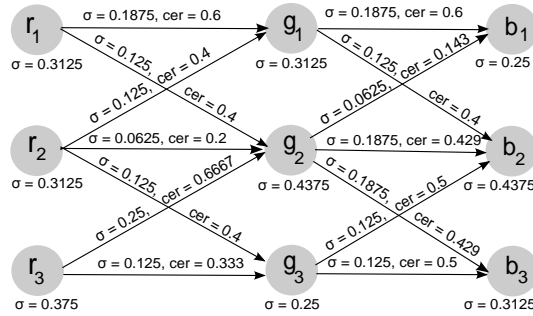 σ = 0.1875, cer = 0.6
σ = 0.1875, cer = 0.6
r1
g1
b1
σ = 0.3125
σ = 0.3125
σ = 0.25
σ = 0.125, cer = 0.4
σ = 0.125, cer = 0.4
σ = 0.0625, cer = 0.143
σ = 0.125, cer = 0.4
r2
σ = 0.0625, cer = 0.2
g2
σ = 0.1875, cer = 0.429
b2
σ = 0.3125
σ = 0.4375
σ = 0.4375
σ = 0.125, cer = 0.4
σ = 0.25, cer = 0.6667
σ = 0.1875, cer = 0.429
σ = 0.125, cer = 0.5
r3
σ = 0.125, cer = 0.333
g3
σ = 0.125, cer = 0.5
b3
σ = 0.375
σ = 0.25
σ = 0.3125